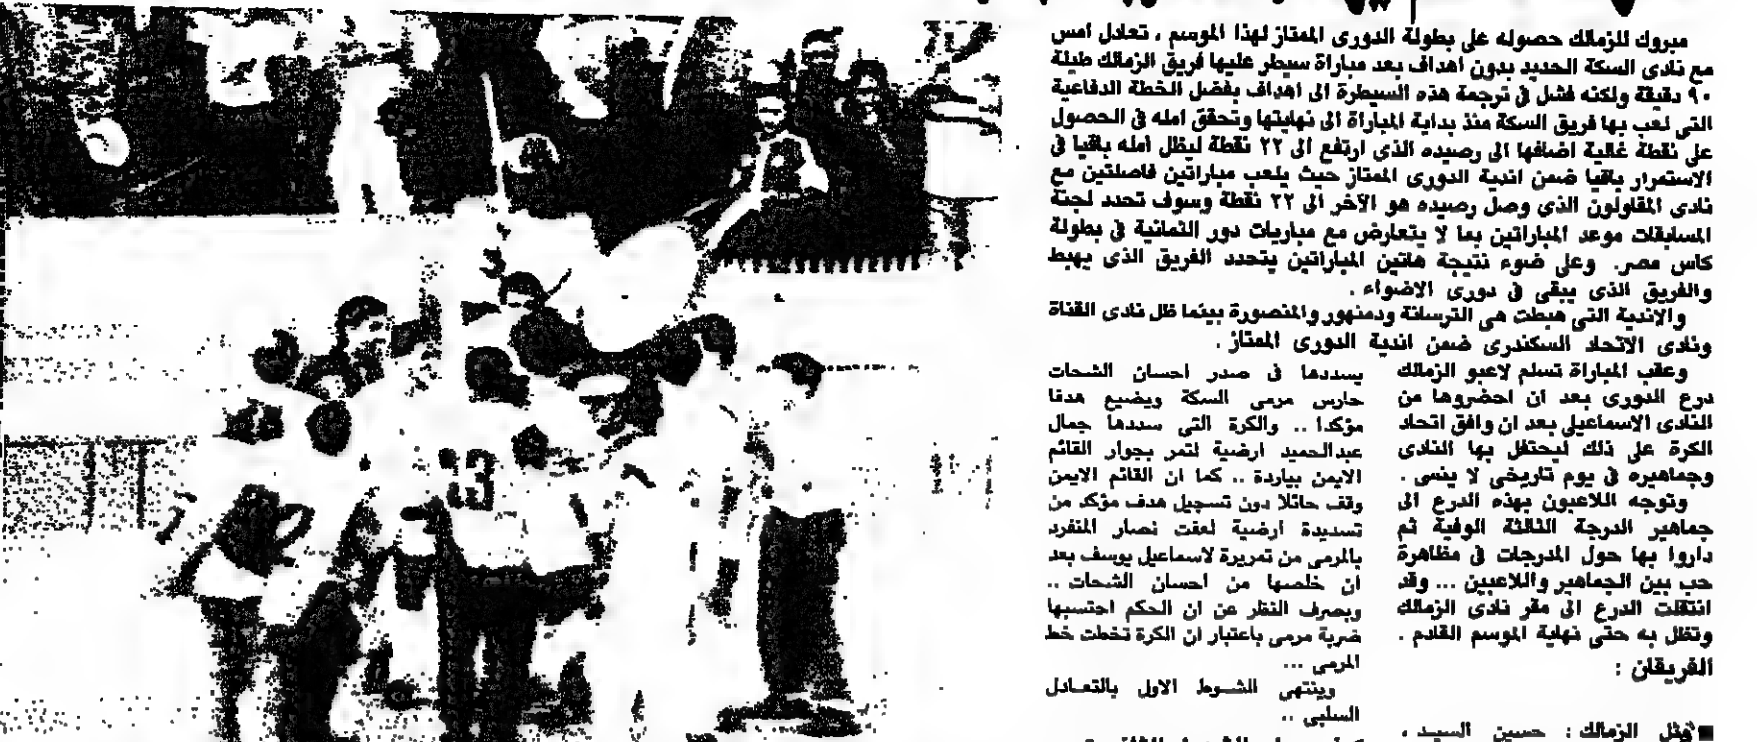 مبروك للزمالك حصوله على بطولة الدورى الممتاز لهذا الموسم ، تعادل امس
مع نادى السكة الحديد بدون اهداف بعد مباراة سيطر عليها فريق الزمالك طيلة
٩٠ دقيقة ولكنه فشل فى ترجمة هذه السيطرة الى اهداف بفضل الخطة الدفاعية
التى لعب بها فريق السكة منذ بداية المباراة الى نهايتها وتحقق امله فى الحصول
على نقطة غالية اضافها الى رصيده الذى ارتفع الى ٢٢ نقطة ليظل أمله باقيا فى
الاستمرار باقيا ضمن اندية الدورى الممتاز حيث يلعب مباراتين فاصلتين مع
نادى المقاولون الذى وصل رصيده هو الآخر الى ٢٢ نقطة وسوف تحدد لجنة
المسابقات موعد المباراتين بما لا يتعارض مع مباريات دور الثمانية فى بطولة
كاس مصر. وعلى ضوء نتيجة هاتين المباراتين يتحدد الفريق الذى يهبط
والفريق الذى يبقى فى دورى الاضواء .
والاندية التى هبطت هى الترسانة ودمنهور والمنصورة بينما ظل نادى القناة
ونادى الاتحاد السكندرى ضمن اندية الدورى الممتاز .
وعقب المباراة تسلم لاعبو الزمالك
درع الدورى بعد ان احضروها من
النادى الاسماعيلى بعد ان وافق اتحاد
الكرة على ذلك ليحتفل بها النادى
وجماهيره فى يوم تاريخى لا ينسى .
وتوجه اللاعبون بهذه الدرع الى
جماهير الدرجة الثالثة الوفية ثم
داروا بها حول المدرجات فى مظاهرة
حب بين الجماهير واللاعبين ... وقد
انتقلت الدرع الى مقر نادى الزمالك
وتظل به حتى نهاية الموسم القادم .
الفريقان :
■ مثل الزمالك : حسين السيد ،
يسددها فى صدر احسان الشحات
حارس مرمى السكة ويضيع هدفا
مؤكدا .. والكرة التى سددها جمال
عبدالحميد ارضية لتمر بجوار القائم
الايمن بياردة .. كما ان القائم الايمن
وقف حائلا دون تسجيل هدف مؤكد من
تسديدة ارضية لعفت نصار المنفرد
بالمرمى من تمريرة لاسماعيل يوسف بعد
ان خلصها من احسان الشحات ..
وبصرف النظر عن ان الحكم احتسبها
ضربة مرمى باعتبار ان الكرة تخطت خط
المرمى ...
وينتهى الشوط الاول بالتعادل
السلبى ..